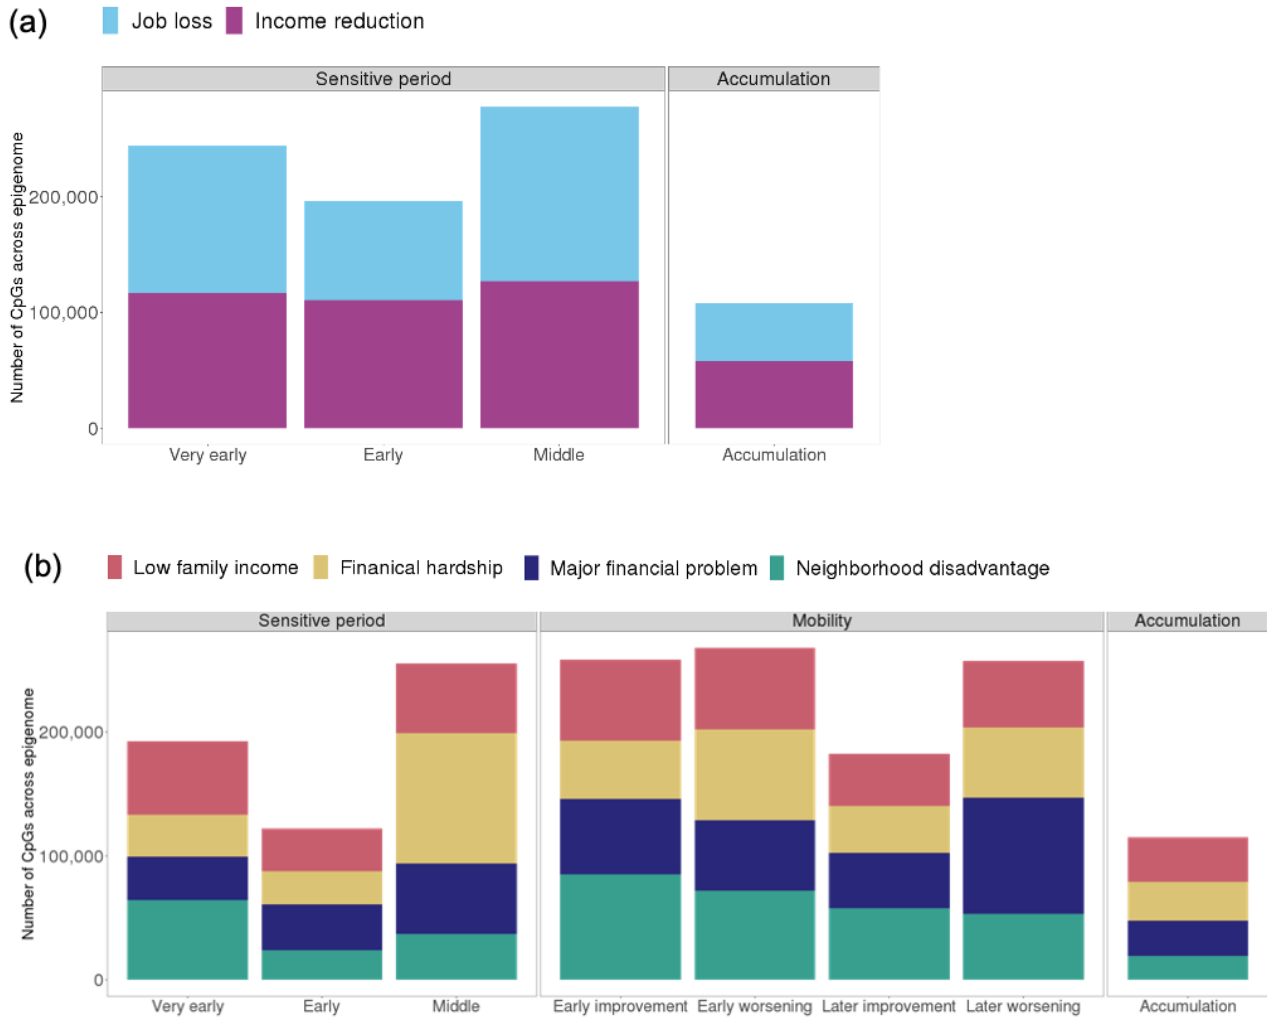 (a)
Job loss Income reduction
Sensitive period Accumulation
Number of CpGs across epigenome
200,000
100,000
0
Very early Early Middle Accumulation
(b)
Low family income Finanical hardship Major financial problem Neighborhood disadvantage
Sensitive period Mobility Accumulation
Number of CpGs across epigenome
200,000
100,000
0
Very early Early Middle Early improvement Early worsening Later improvement Later worsening Accumulation